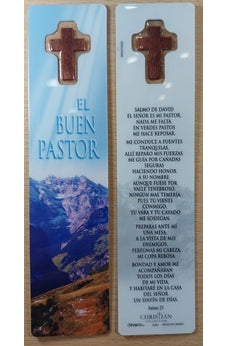 EL
BUEN
PASTOR
SALMO DE DAVID
EL SEÑOR ES MI PASTOR,
NADA ME FALTA.
EN VERDES PASTOS
ME HACE REPOSAR.
ME CONDUCE A FUENTES
TRANQUILAS,
ALLÍ REPARO MIS FUERZAS.
ME GUÍA POR CAÑADAS
SEGURAS
HACIENDO HONOR
A SU NOMBRE
AUNQUE FUESE POR
VALLE TENEBROSO,
NINGÚN MAL TEMERÍA,
PUES TÚ VIENES
CONMIGO,
TU VARA Y TU CAYADO
ME SOSIEGAN.
PREPARAS ANTE MÍ
UNA MESA,
A LA VISTA DE MIS
ENEMIGOS;
PERFUMAS MI CABEZA,
MI COPA REBOSA.
BONDAD Y AMOR ME
ACOMPAÑARÁN
TODOS LOS DÍAS
DE MI VIDA,
Y HABITARÉ EN LA CASA
DEL SEÑOR
UN SINFÍN DE DÍAS.
Salmo 23
CHRISTIAN